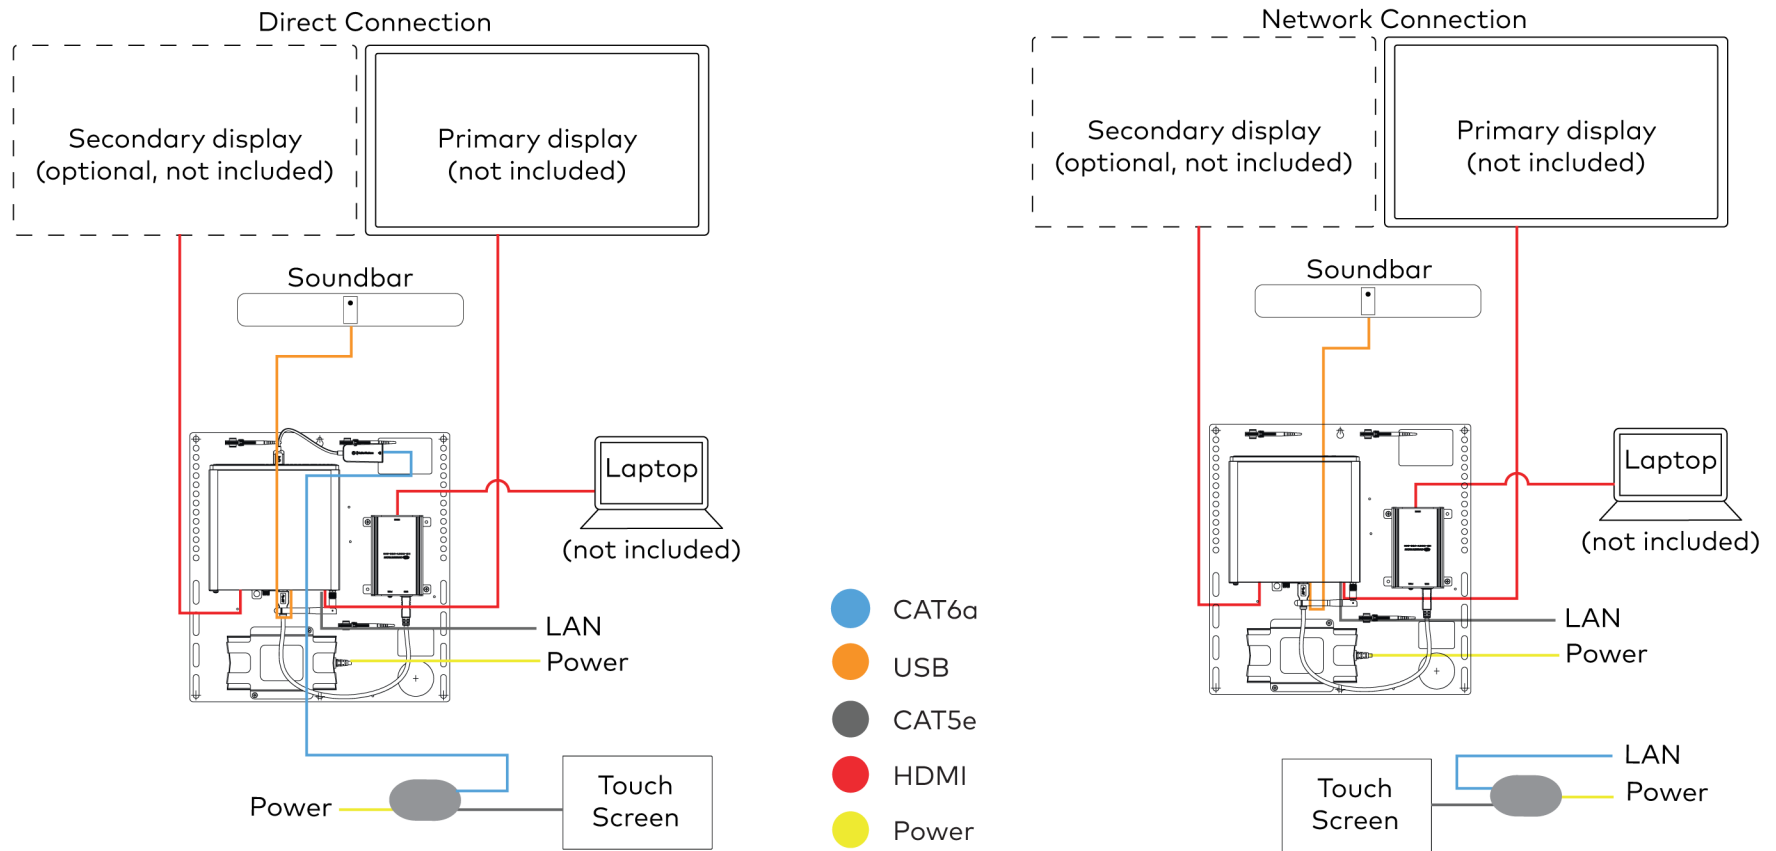 Direct Connection
Secondary display
(optional, not included)
Primary display
(not included)
Soundbar
Laptop
(not included)
LAN
Power
Power
Touch
Screen
CAT6a
USB
CAT5e
HDMI
Power
Network Connection
Secondary display
(optional, not included)
Primary display
(not included)
Soundbar
Laptop
(not included)
LAN
Power
LAN
Power
Touch
Screen